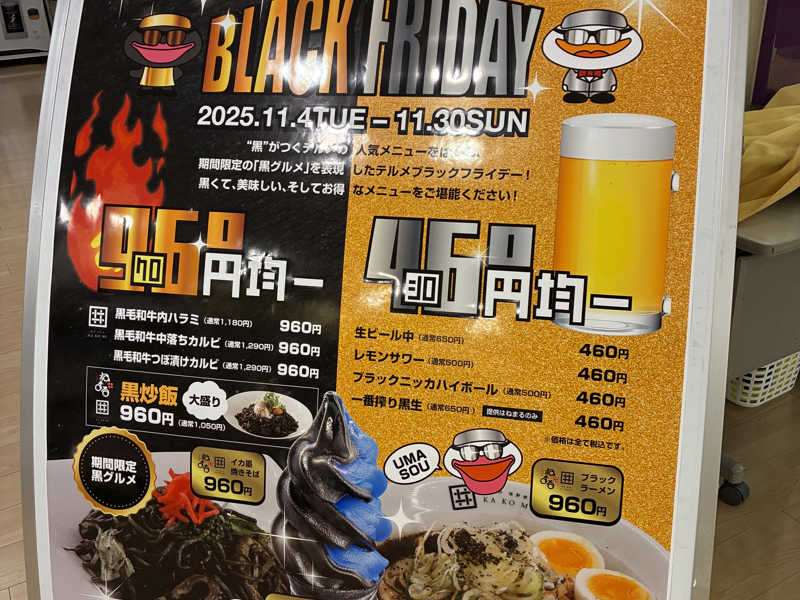 BLACK FRIDAY
2025.11.4TUE – 11.30SUN
"黒"がつくテルメの人気メニューを
期間限定の「黒グルメ」を表現したテルメブラックフライデー！
黒くて、美味しい、そしてお得なメニューをご堪能ください！
960円均一
黒毛和牛内ハラミ（通常1,180円） 960円
黒毛和牛中落ちカルビ（通常1,290円） 960円
黒毛和牛つぼ漬けカルビ（通常1,290円） 960円
黒炒飯
大盛り
960円（通常1,050円）
460円均一
生ビール中（通常650円） 460円
レモンサワー（通常500円） 460円
ブラックニッカハイボール（通常500円） 460円
一番搾り黒生（通常650円） 提供はねまるのみ 460円
※価格は全て税込です。
期間限定
黒グルメ
イカ墨
焼きそば
960円
UMA
SOU
KA KO M
ブラック
ラーメン
960円